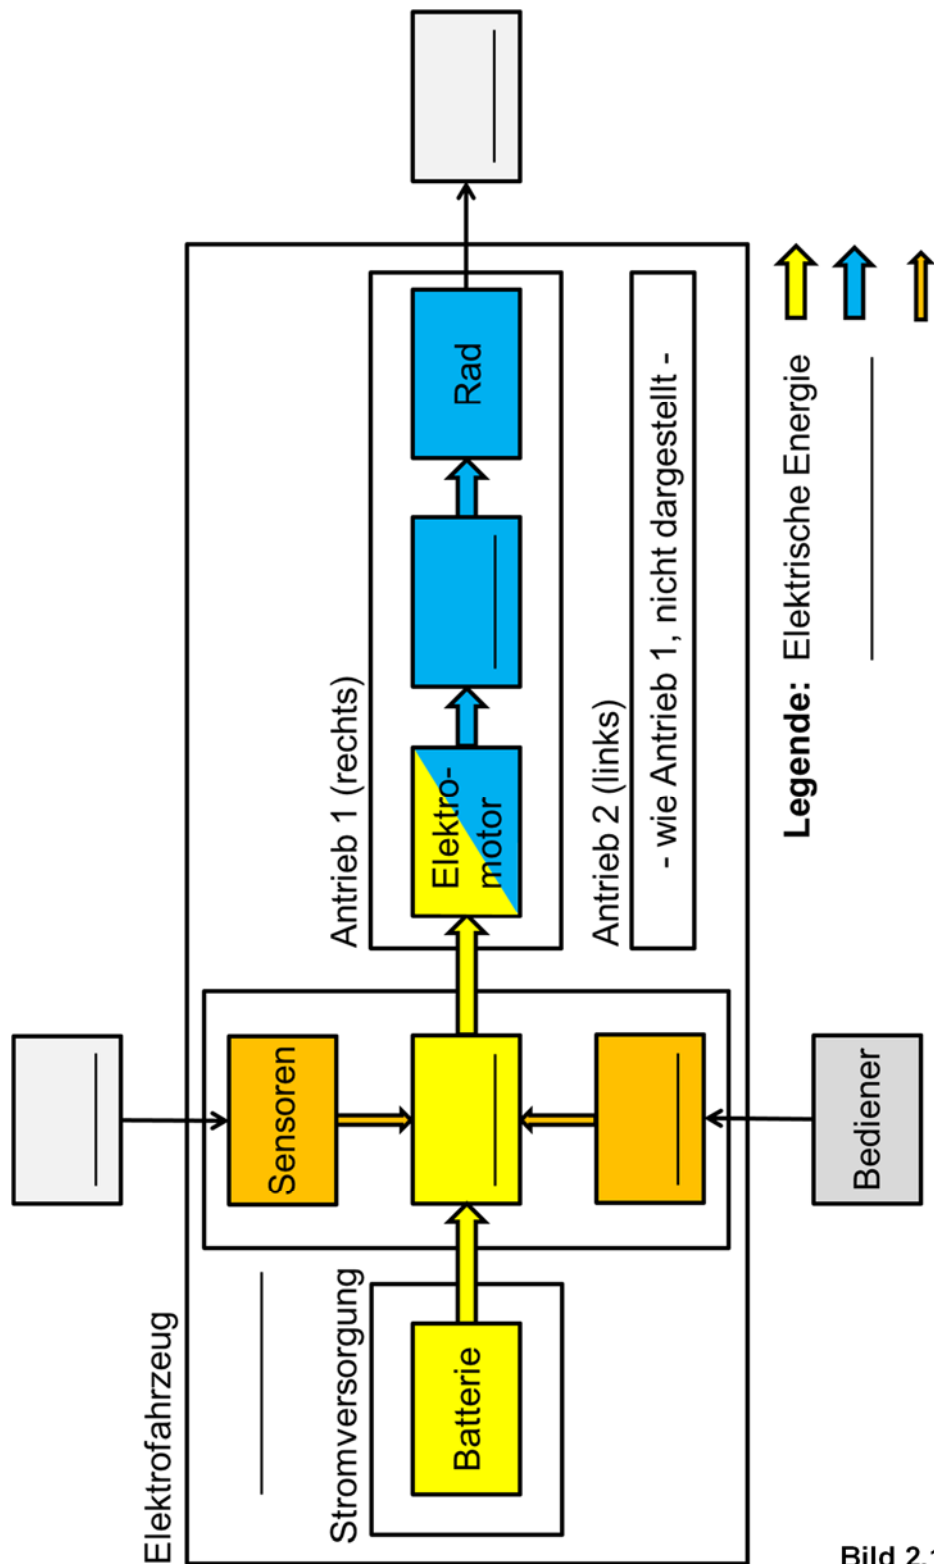 Elektrofahrzeug
Stromversorgung
Batterie
Sensoren
Bediener
Antrieb 1 (rechts)
Elektro-
motor
Rad
Antrieb 2 (links)
- wie Antrieb 1, nicht dargestellt -
Legende: Elektrische Energie